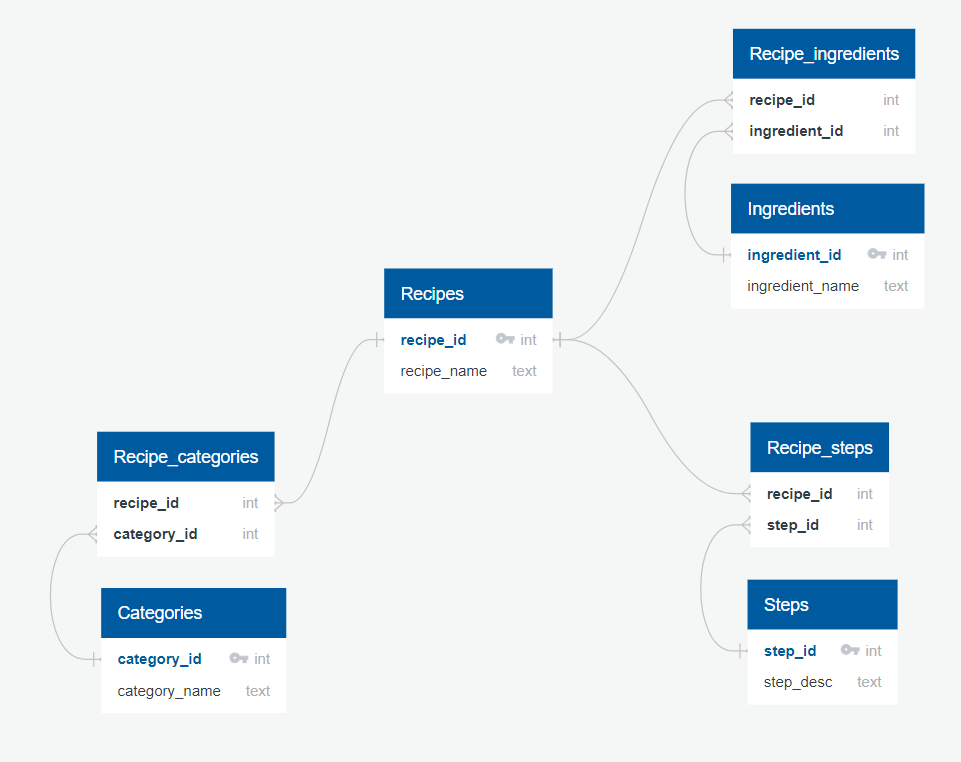 Recipe_ingredients
recipe_id int
ingredient_id int
Ingredients
ingredient_id int
ingredient_name text
Recipes
recipe_id int
recipe_name text
Recipe_categories
recipe_id int
category_id int
Categories
category_id int
category_name text
Recipe_steps
recipe_id int
step_id int
Steps
step_id int
step_desc text